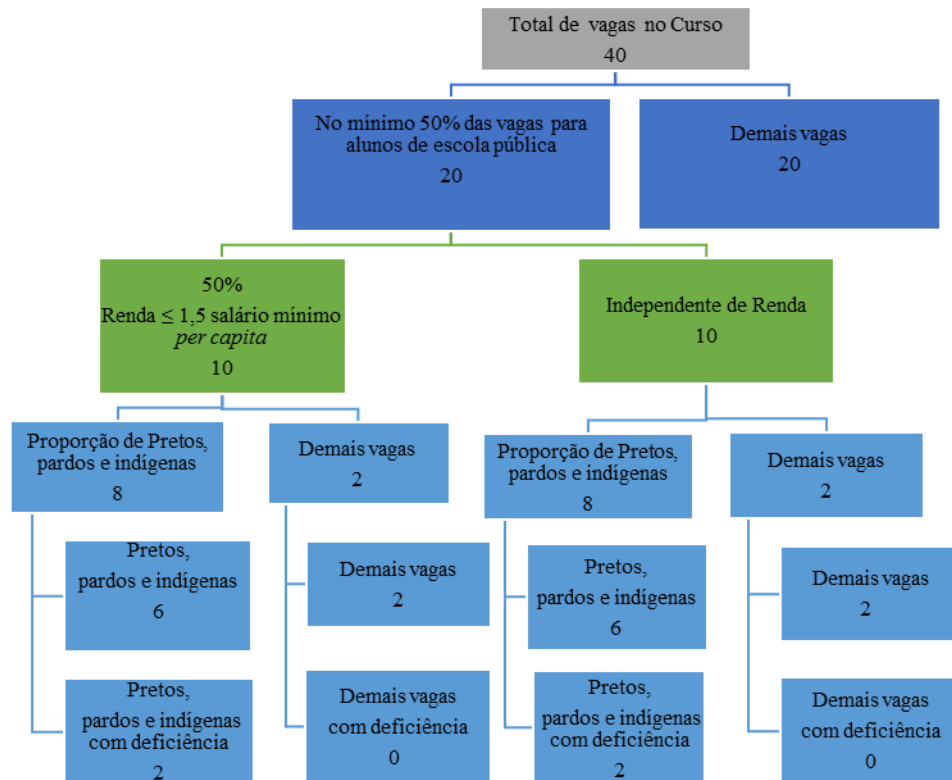 Total de vagas no Curso
40
No mínimo 50% das vagas para
alunos de escola pública
20
Demais vagas
20
50%
Renda ≤ 1,5 salário mínimo
per capita
10
Independente de Renda
10
Proporção de Pretos,
pardos e indígenas
8
Demais vagas
2
Proporção de Pretos,
pardos e indígenas
8
Demais vagas
2
Pretos,
pardos e indígenas
6
Demais vagas
2
Pretos,
pardos e indígenas
6
Demais vagas
2
Pretos,
pardos e indígenas
com deficiência
2
Demais vagas
com deficiência
0
Pretos,
pardos e indígenas
com deficiência
2
Demais vagas
com deficiência
0